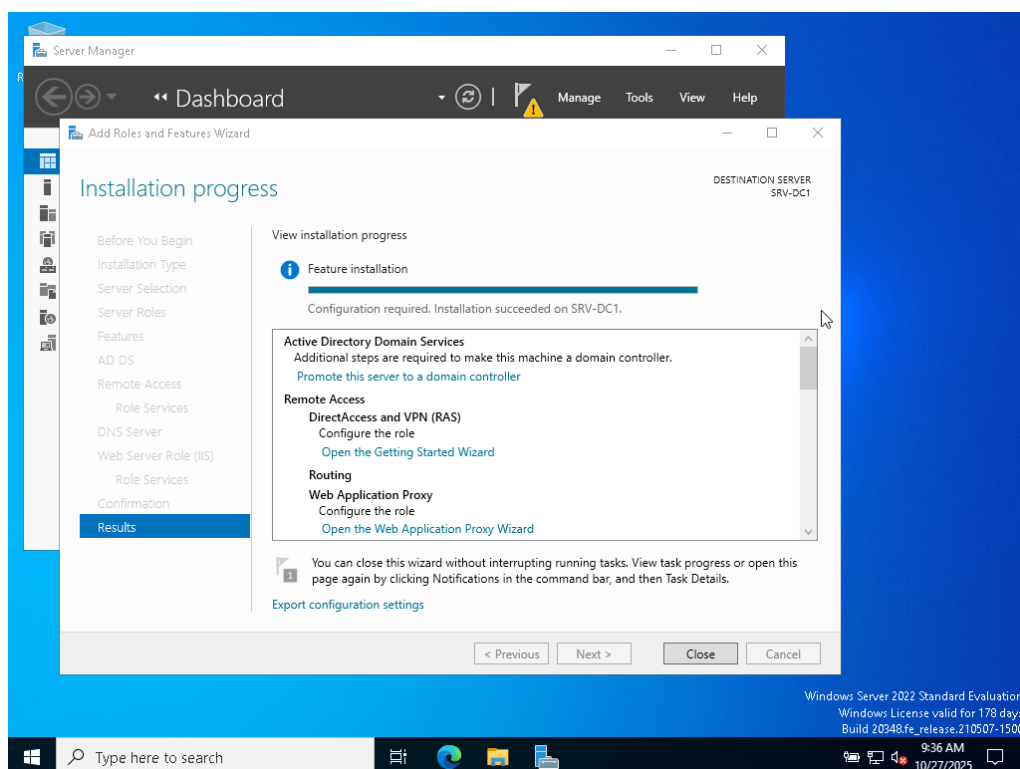 R
Server Manager
Dashboard
Manage Tools View Help
Add Roles and Features Wizard
Installation progress
DESTINATION SERVER
SRV-DC1
Before You Begin
Installation Type
Server Selection
Server Roles
Features
AD DS
Remote Access
Role Services
DNS Server
Web Server Role (IIS)
Role Services
Confirmation
Results
View installation progress
Feature installation
Configuration required. Installation succeeded on SRV-DC1.
Active Directory Domain Services
Additional steps are required to make this machine a domain controller.
Promote this server to a domain controller
Remote Access
DirectAccess and VPN (RAS)
Configure the role
Open the Getting Started Wizard
Routing
Web Application Proxy
Configure the role
Open the Web Application Proxy Wizard
1
You can close this wizard without interrupting running tasks. View task progress or open this
page again by clicking Notifications in the command bar, and then Task Details.
Export configuration settings
< Previous Next > Close Cancel
Windows Server 2022 Standard Evaluation
Windows License valid for 178 days
Build 20348.fe_release.210507-1500
Type here to search
9:36 AM
10/27/2025